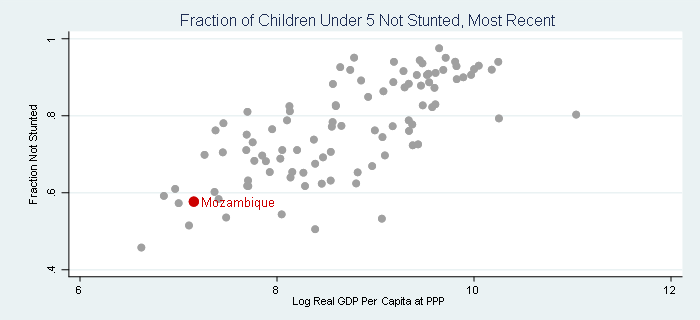 Fraction of Children Under 5 Not Stunted, Most Recent
Fraction Not Stunted
1
.8
.6
.4
Mozambique
6
8
10
12
Log Real GDP Per Capita at PPP